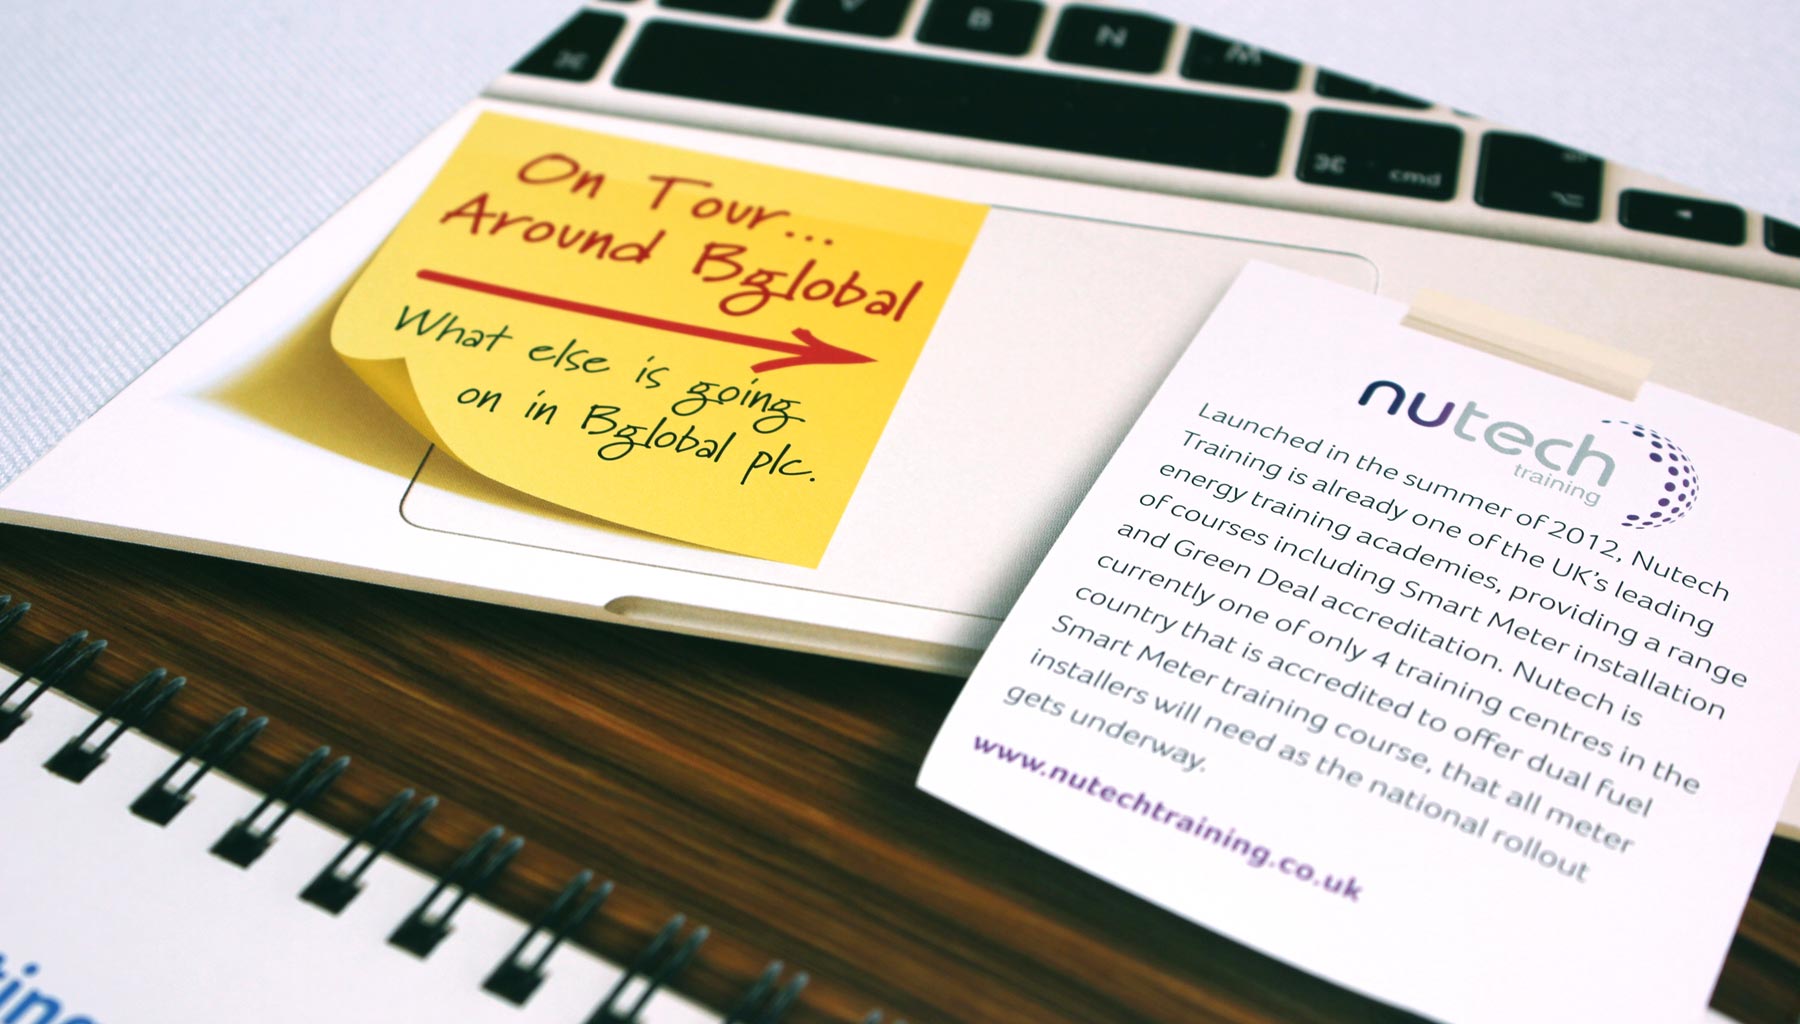 V B N M
⌘ ⌘ cmd ⌥
On Tour...
Around Bglobal
What else is going
on in Bglobal plc.
nutech
training
Launched in the summer of 2012, Nutech
Training is already one of the UK's leading
energy training academies, providing a range
of courses including Smart Meter installation
and Green Deal accreditation. Nutech is
currently one of only 4 training centres in the
country that is accredited to offer dual fuel
Smart Meter training course, that all meter
installers will need as the national rollout
gets underway.
www.nutechtraining.co.uk